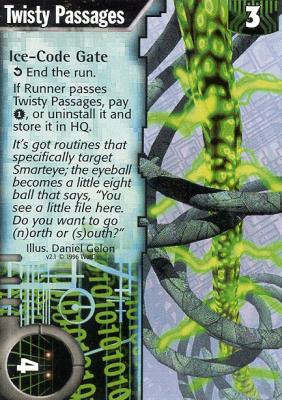 Twisty Passages
3
Ice-Code Gate
End the run.
If Runner passes
Twisty Passages, pay
1, or uninstall it and
store it in HQ.
It's got routines that
specifically target
Smarteye; the eyeball
becomes a little eight
ball that says, "You
see a little file here.
Do you want to go
(n)orth or (s)outh?"
Illus. Daniel Gelon
v2.1 © 1996 WotC
4